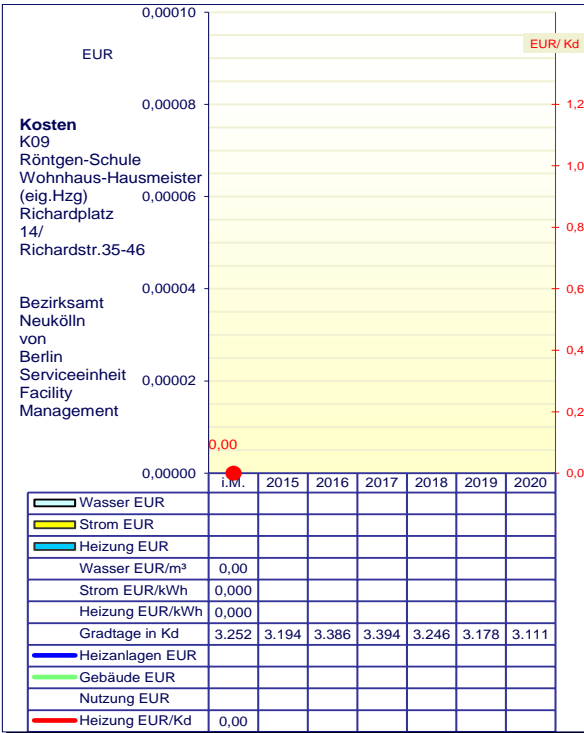 EUR
Kosten
K09
Röntgen-Schule
Wohnhaus-Hausmeister
(eig.Hzg)
Richardplatz
14/
Richardstr.35-46
Bezirksamt
Neukölln
von
Berlin
Serviceeinheit
Facility
Management
0,00010
0,00008
0,00006
0,00004
0,00002
0,00000
EUR/ Kd
1,2
1,0
0,8
0,6
0,4
0,2
0,0
0,00
i.M. 2015 2016 2017 2018 2019 2020
Wasser EUR
Strom EUR
Heizung EUR
Wasser EUR/m³ 0,00
Strom EUR/kWh 0,000
Heizung EUR/kWh 0,000
Gradtage in Kd 3.252 3.194 3.386 3.394 3.246 3.178 3.111
Heizanlagen EUR
Gebäude EUR
Nutzung EUR
Heizung EUR/Kd 0,00